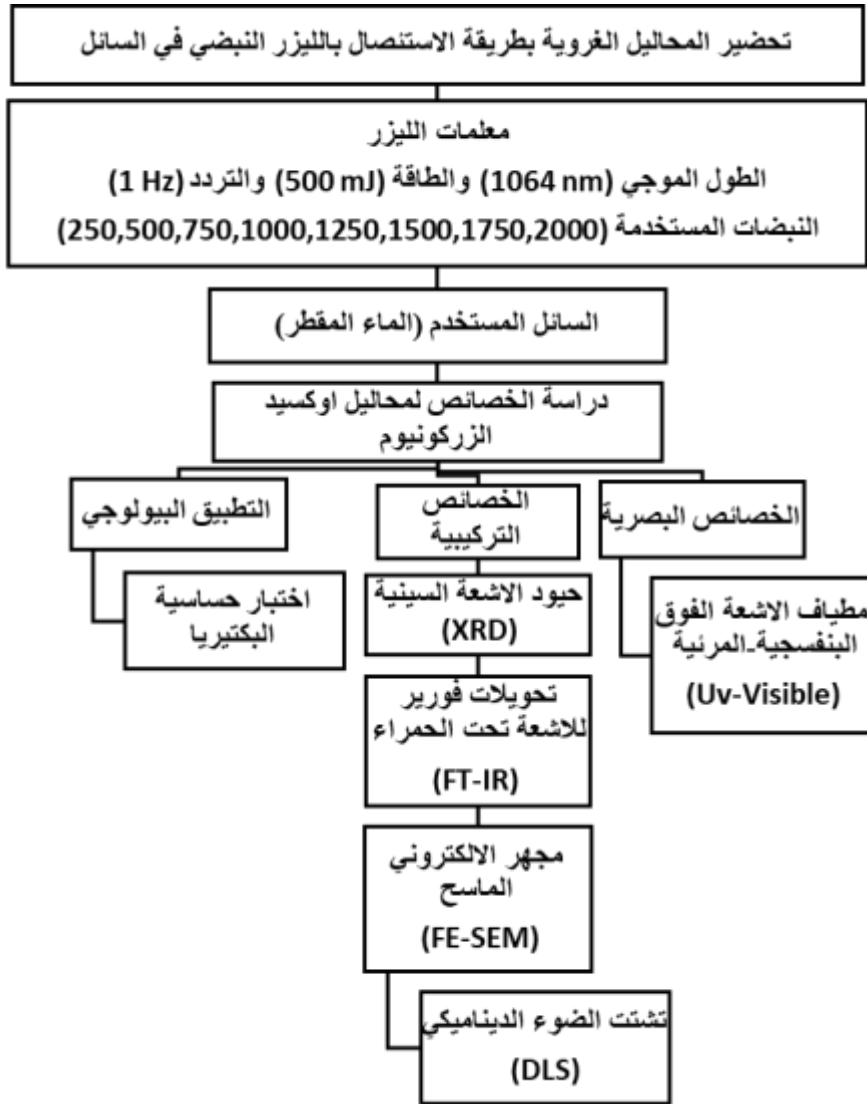 تحضير المحاليل الغروية بطريقة الاستئصال بالليزر النبضي في السائل
معلمات الليزر
الطول الموجي (1064 nm) والطاقة (500 mJ) والتردد (1 Hz)
النبضات المستخدمة (250,500,750,1000,1250,1500,1750,2000)
السائل المستخدم (الماء المقطر)
دراسة الخصائص لمحاليل اوكسيد
الزركونيوم
الخصائص البصرية
مطياف الاشعة الفوق
البنفسجية-المرئية
(Uv-Visible)
الخصائص
التركيبية
حيود الاشعة السينية
(XRD)
تحويلات فورير
للاشعة تحت الحمراء
(FT-IR)
مجهر الالكتروني
الماسح
(FE-SEM)
تشتت الضوء الديناميكي
(DLS)
التطبيق البيولوجي
اختبار حساسية
البكتيريا